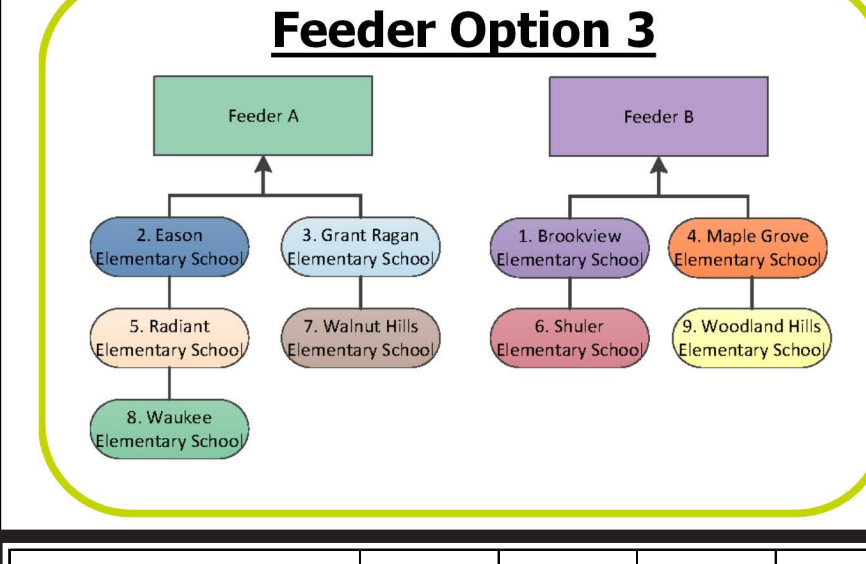 Feeder Option 3
Feeder A
Feeder B
2. Eason
Elementary School
3. Grant Ragan
Elementary School
1. Brookview
Elementary School
4. Maple Grove
Elementary School
5. Radiant
Elementary School
7. Walnut Hills
Elementary School
6. Shuler
Elementary School
9. Woodland Hills
Elementary School
8. Waukee
Elementary School